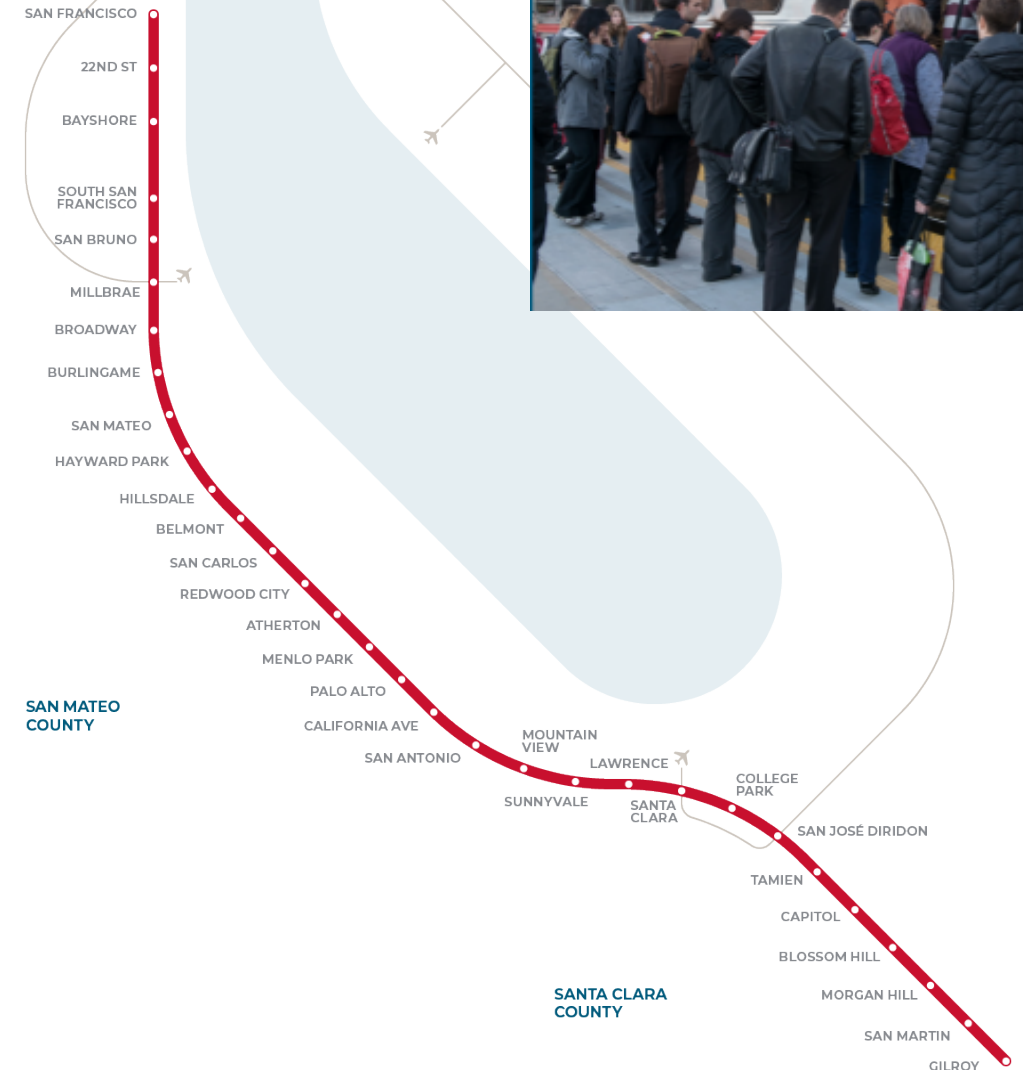 SAN FRANCISCO
22ND ST
BAYSHORE
SOUTH SAN
FRANCISCO
SAN BRUNO
MILLBRAE
BROADWAY
BURLINGAME
SAN MATEO
HAYWARD PARK
HILLSDALE
BELMONT
SAN CARLOS
REDWOOD CITY
ATHERTON
MENLO PARK
PALO ALTO
SAN MATEO
COUNTY
CALIFORNIA AVE
SAN ANTONIO
MOUNTAIN
VIEW
SUNNYVALE
LAWRENCE
SANTA
CLARA
COLLEGE
PARK
SAN JOSÉ DIRIDON
TAMIEN
CAPITOL
BLOSSOM HILL
SANTA CLARA
COUNTY
MORGAN HILL
SAN MARTIN
GILROY